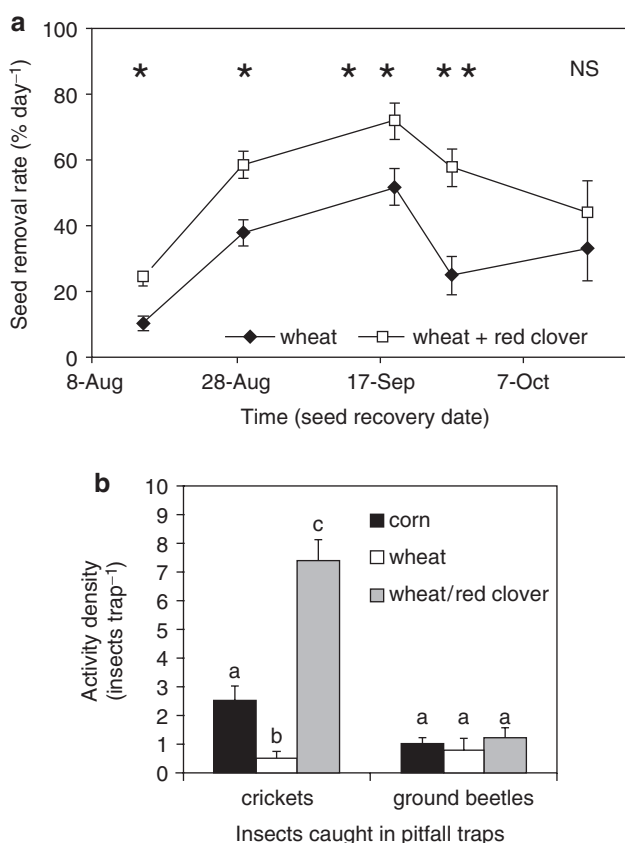 a
100
80
60
40
20
0
Seed removal rate (% day⁻¹)
* * * * * * NS
wheat wheat + red clover
8-Aug 28-Aug 17-Sep 7-Oct
Time (seed recovery date)
b
10
9
8
7
6
5
4
3
2
1
0
Activity density
(insects trap⁻¹)
corn
wheat
wheat/red clover
a b c a a a
crickets ground beetles
Insects caught in pitfall traps